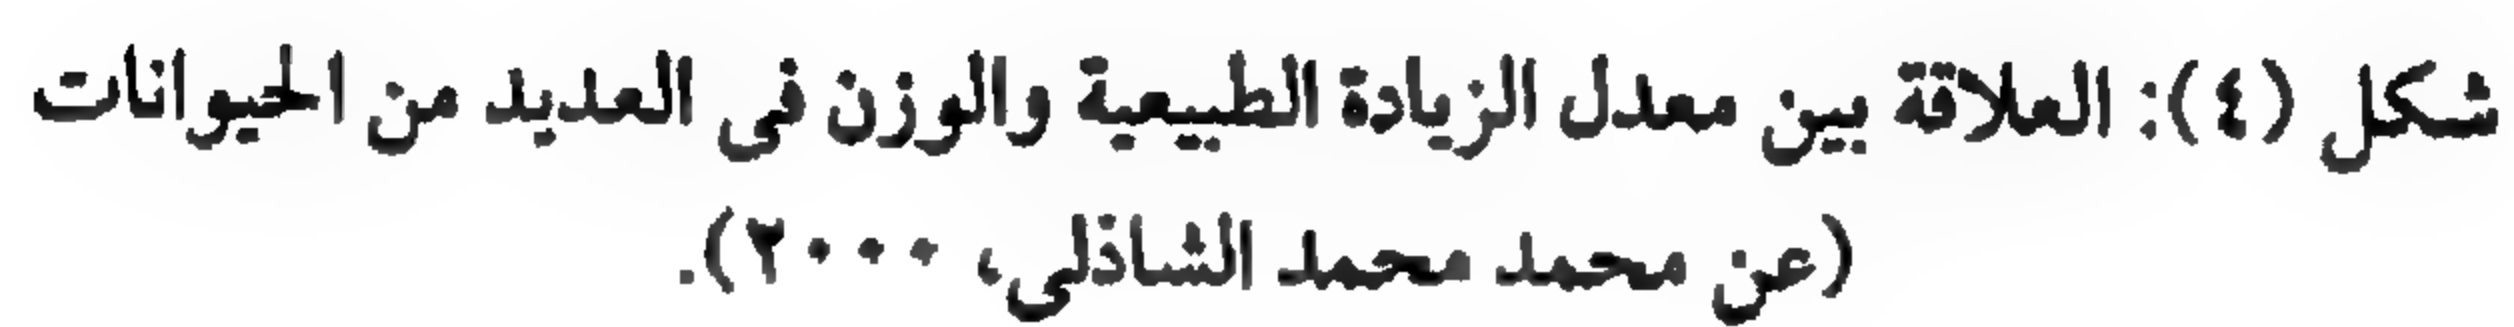 شكل (٤): العلاقة بين معدل الزيادة الطبيعية والوزن فى العديد من الحيوانات
(عن محمد محمد الشاذلى، ٢٠٠٠).